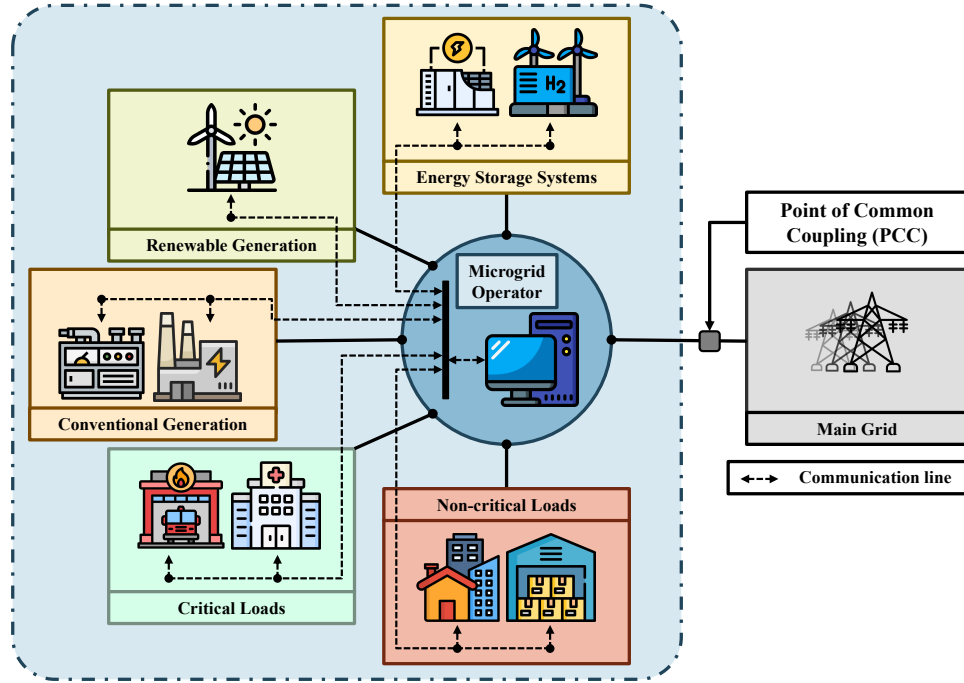 H2
Energy Storage Systems
Renewable Generation
Point of Common
Coupling (PCC)
Microgrid
Operator
Conventional Generation
Main Grid
Communication line
Non-critical Loads
Critical Loads